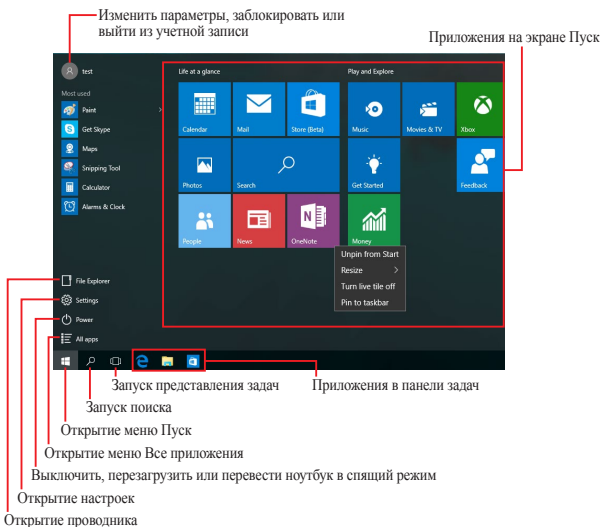 Изменить параметры, заблокировать или
выйти из учетной записи
Приложения на экране Пуск
test
Life at a glance
Play and Explore
Most used
Paint
Get Skype
Maps
Snipping Tool
Calculator
Alarms & Clock
Calendar
Mail
Store (Beta)
Music
Movies & TV
Xbox
Photos
Search
Get Started
Feedback
People
News
OneNote
Money
Unpin from Start
Resize
Turn live tile off
Pin to taskbar
File Explorer
Settings
Power
All apps
Запуск представления задач
Приложения в панели задач
Запуск поиска
Открытие меню Пуск
Открытие меню Все приложения
Выключить, перезагрузить или перевести ноутбук в спящий режим
Открытие настроек
Открытие проводника